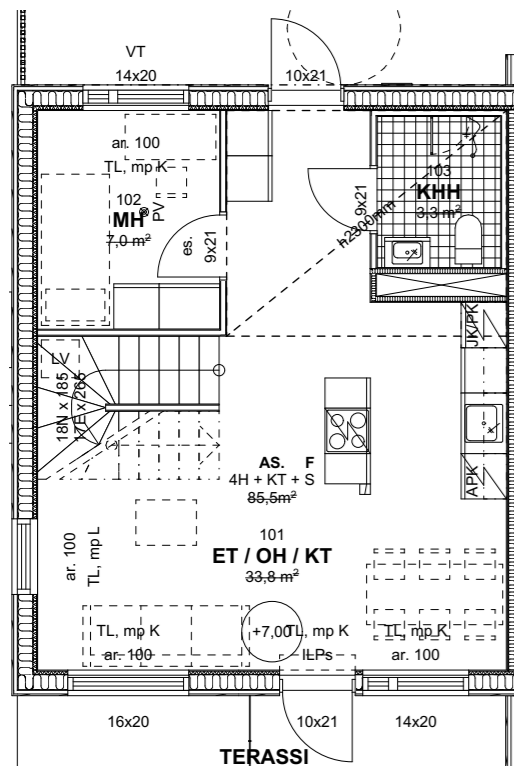 VT
14x20
10x21
ar. 100
TL, mp K
102
MH
7,0 m²
PV
es.
9x21
9x21
103
KHH
3,3 m²
h2300mm
JK/PK
LV
18N x 185
17E x 265
APK
AS. F
4H + KT + S
85,5m²
101
ET / OH / KT
33,8 m²
ar. 100
TL, mp L
TL, mp K
ar. 100
+7,00
TL, mp K
ILPs
TL, mp K
ar. 100
16x20
10x21
14x20
TERASSI